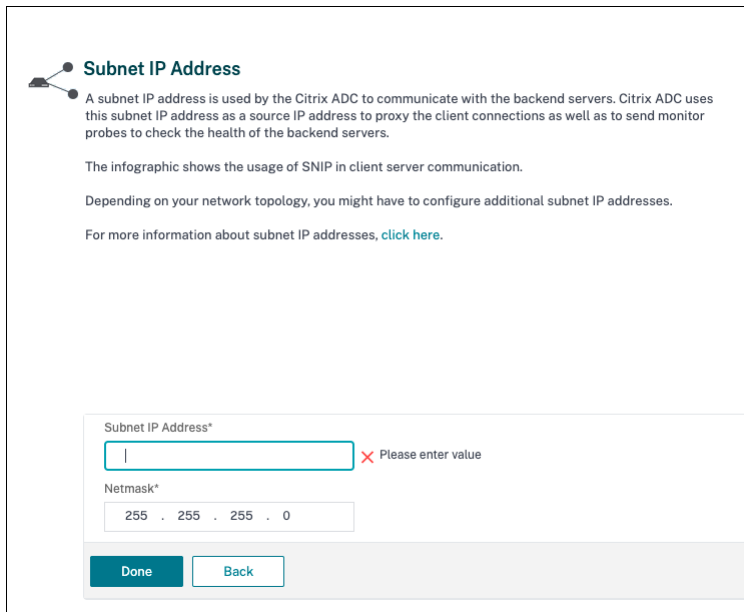 Subnet IP Address
A subnet IP address is used by the Citrix ADC to communicate with the backend servers. Citrix ADC uses
this subnet IP address as a source IP address to proxy the client connections as well as to send monitor
probes to check the health of the backend servers.
The infographic shows the usage of SNIP in client server communication.
Depending on your network topology, you might have to configure additional subnet IP addresses.
For more information about subnet IP addresses, click here.
Subnet IP Address*
Please enter value
Netmask*
255 . 255 . 255 . 0
Done Back